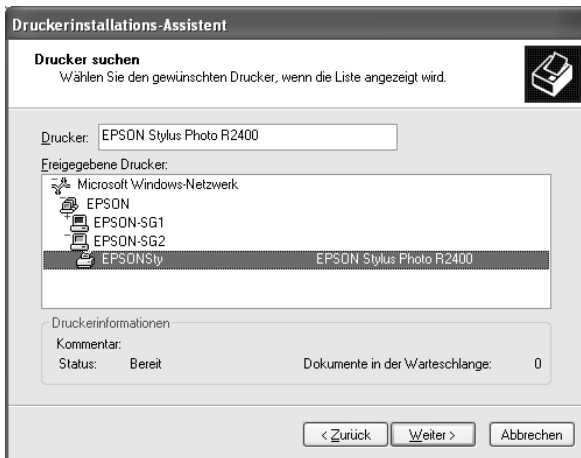 Druckerinstallations-Assistent
Drucker suchen
Wählen Sie den gewünschten Drucker, wenn die Liste angezeigt wird.
Drucker: EPSON Stylus Photo R2400
Freigegebene Drucker:
Microsoft Windows-Netzwerk
EPSON
EPSON-SG1
EPSON-SG2
EPSONSty EPSON Stylus Photo R2400
Druckerinformationen
Kommentar:
Status: Bereit Dokumente in der Warteschlange: 0
< Zurück Weiter > Abbrechen